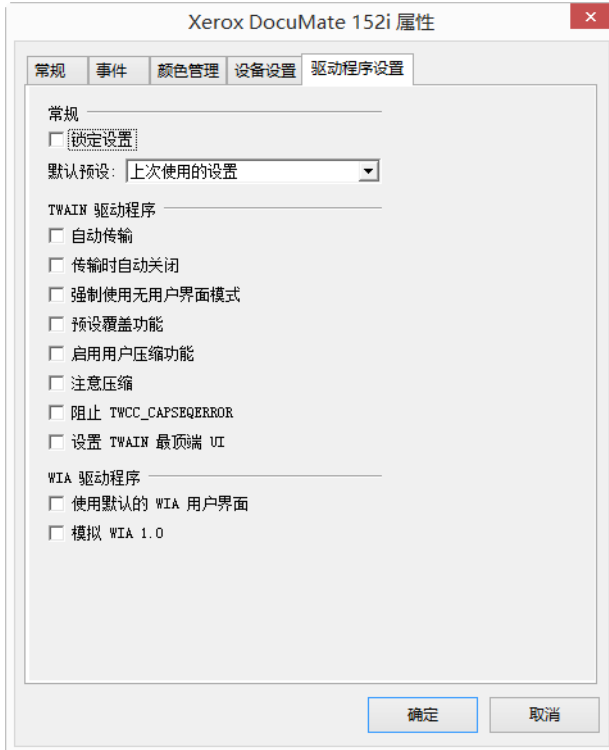 Xerox DocuMate 152i 属性
常规 事件 颜色管理 设备设置 驱动程序设置
常规
锁定设置
默认预设: 上次使用的设置
TWAIN 驱动程序
自动传输
传输时自动关闭
强制使用无用户界面模式
预设覆盖功能
启用用户压缩功能
注意压缩
阻止 TWCC_CAPSEQERROR
设置 TWAIN 最顶端 UI
WIA 驱动程序
使用默认的 WIA 用户界面
模拟 WIA 1.0
确定 取消